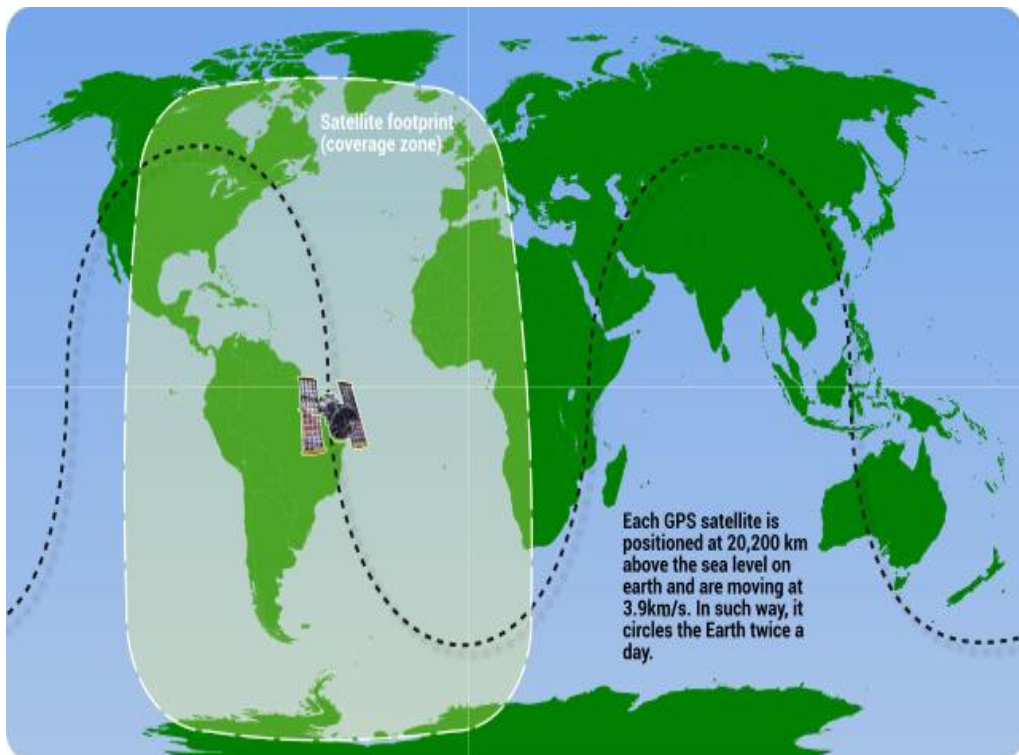 Satellite footprint
(coverage zone)
Each GPS satellite is
positioned at 20,200 km
above the sea level on
earth and are moving at
3.9km/s. In such way, it
circles the Earth twice a
day.